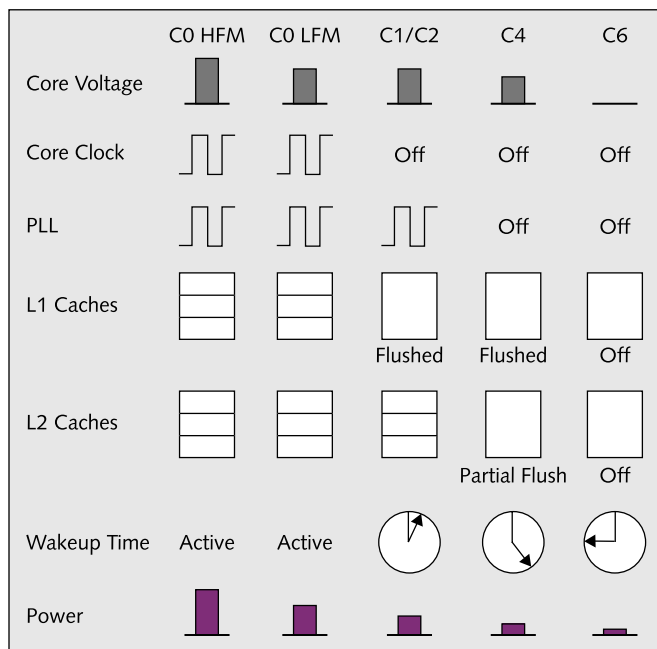 C0 HFM C0 LFM C1/C2 C4 C6
Core Voltage
Core Clock Off Off Off
PLL Off Off
L1 Caches
Flushed Flushed Off
L2 Caches
Partial Flush Off
Wakeup Time Active Active
Power